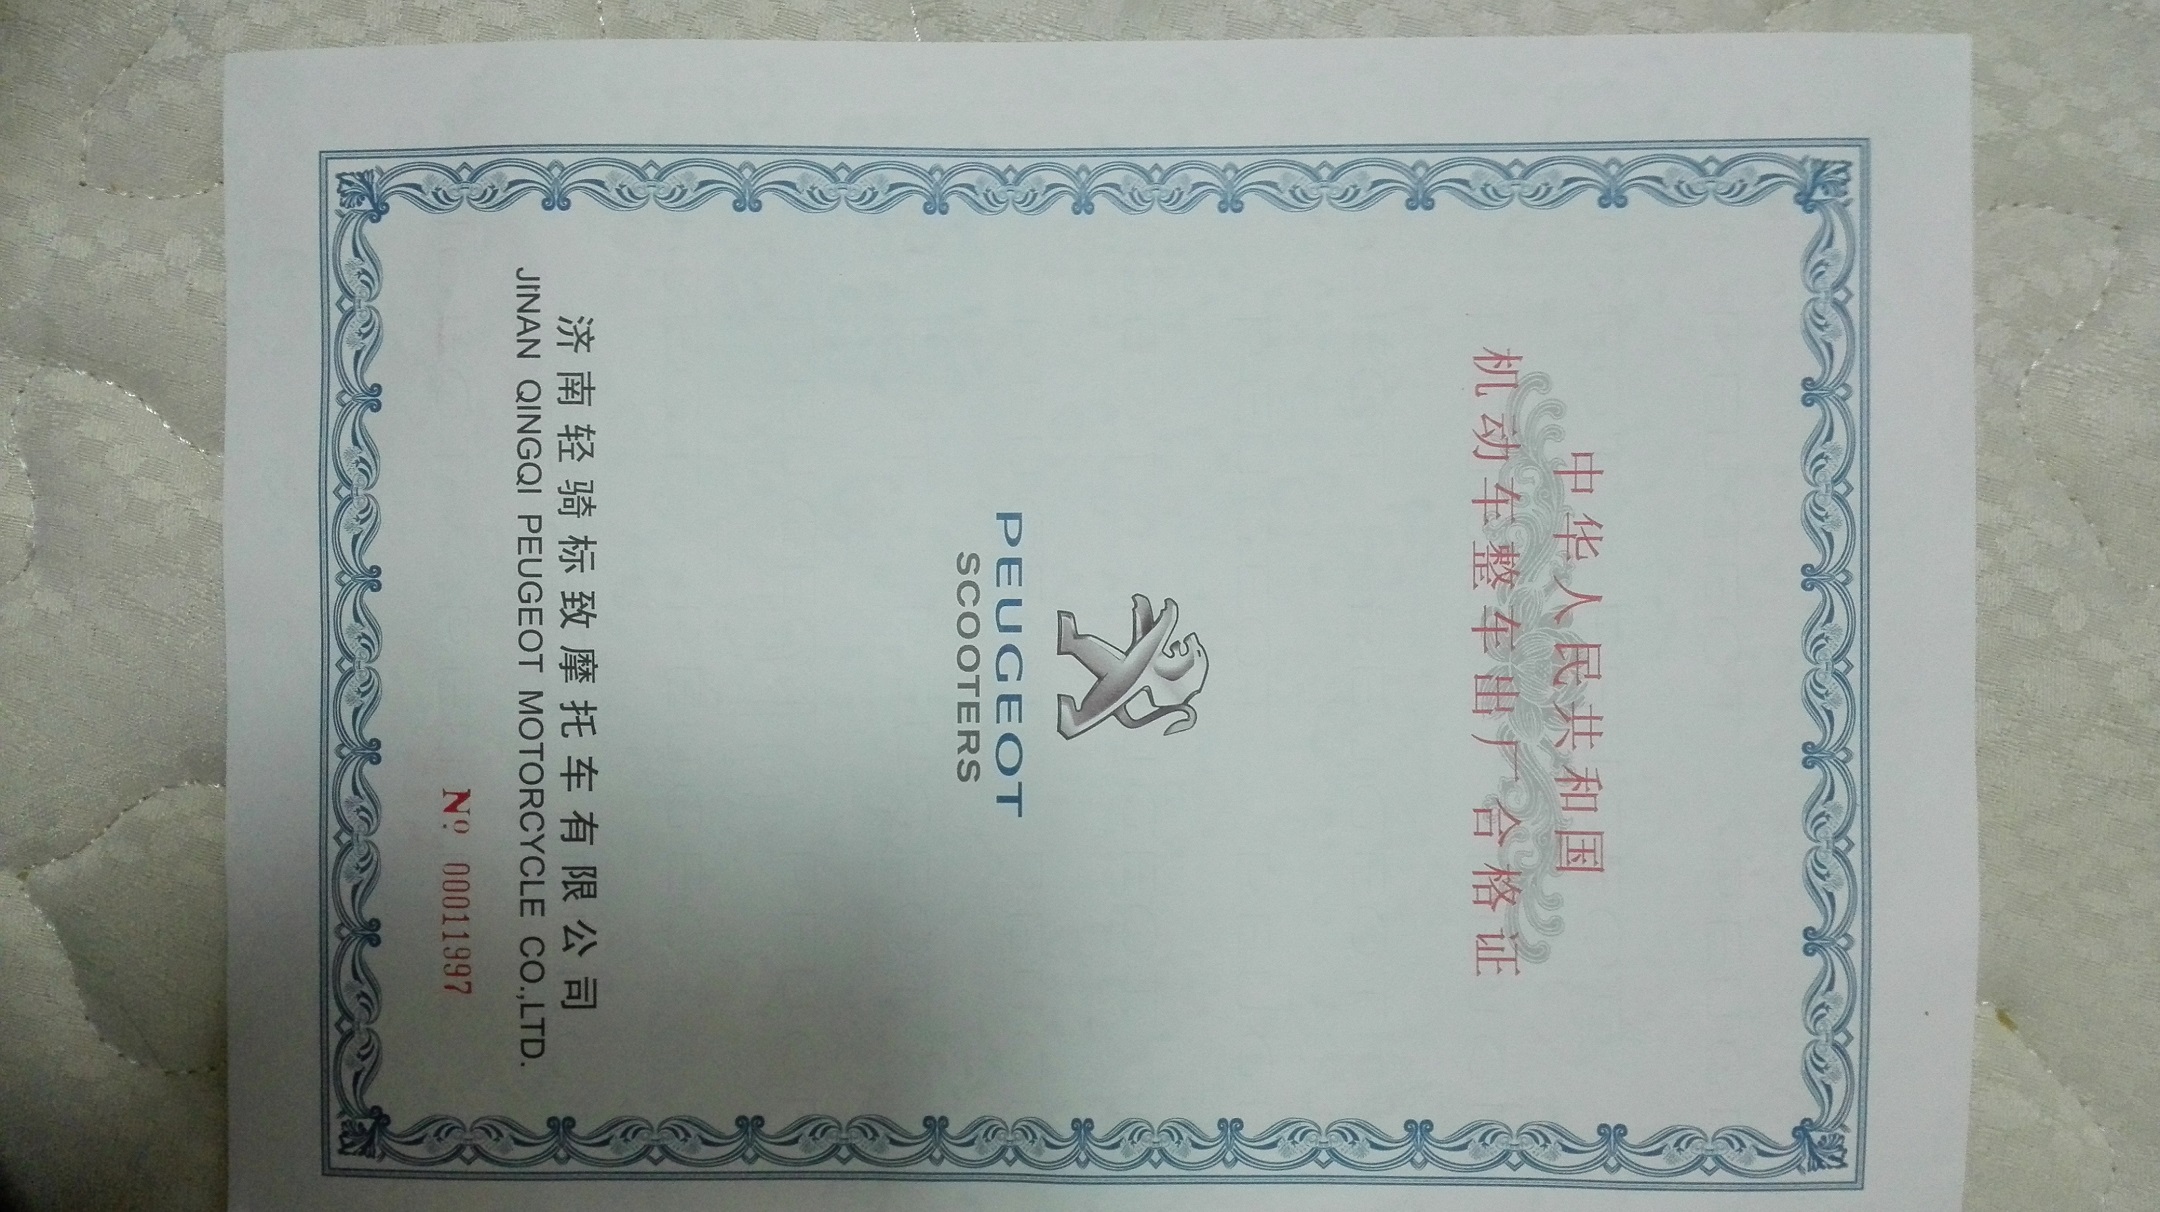 中华人民共和国
机动车整车出厂合格证
PEUGEOT
SCOOTERS
济南轻骑标致摩托车有限公司
JINAN QINGQI PEUGEOT MOTORCYCLE CO.,LTD.
Nº 00011997